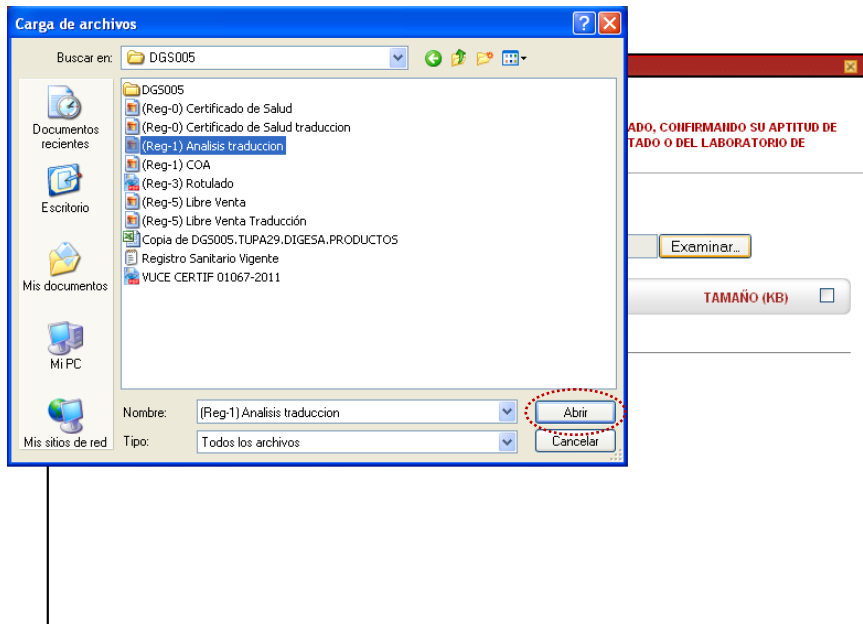 Carga de archivos
Buscar en: DGS005
Documentos recientes
Escritorio
Mis documentos
Mi PC
Mis sitios de red
DGS005
(Reg-0) Certificado de Salud
(Reg-0) Certificado de Salud traduccion
(Reg-1) Analisis traduccion
(Reg-1) COA
(Reg-3) Rotulado
(Reg-5) Libre Venta
(Reg-5) Libre Venta Traducción
Copia de DGS005.TUPA29.DIGESA.PRODUCTOS
Registro Sanitario Vigente
VUCE CERTIF 01067-2011
Nombre: (Reg-1) Analisis traduccion Abrir
Tipo: Todos los archivos Cancelar
ADO, CONFIRMANDO SU APTITUD DE
TADO O DEL LABORATORIO DE
Examinar...
TAMAÑO (KB)